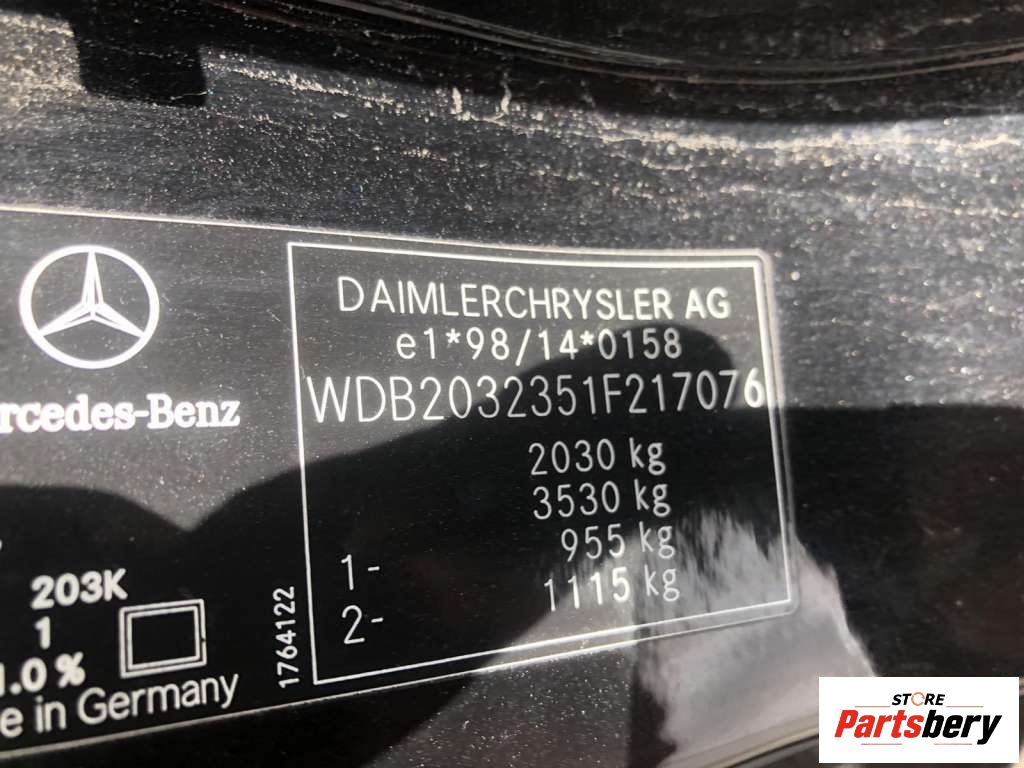 DAIMLERCHRYSLER AG
e1*98/14*0158
WDB2032351F217076
2030 kg
3530 kg
1- 955 kg
2- 1115 kg
rcedes-Benz
203K
1
1.0 %
e in Germany
1764122
STORE
Partsbery